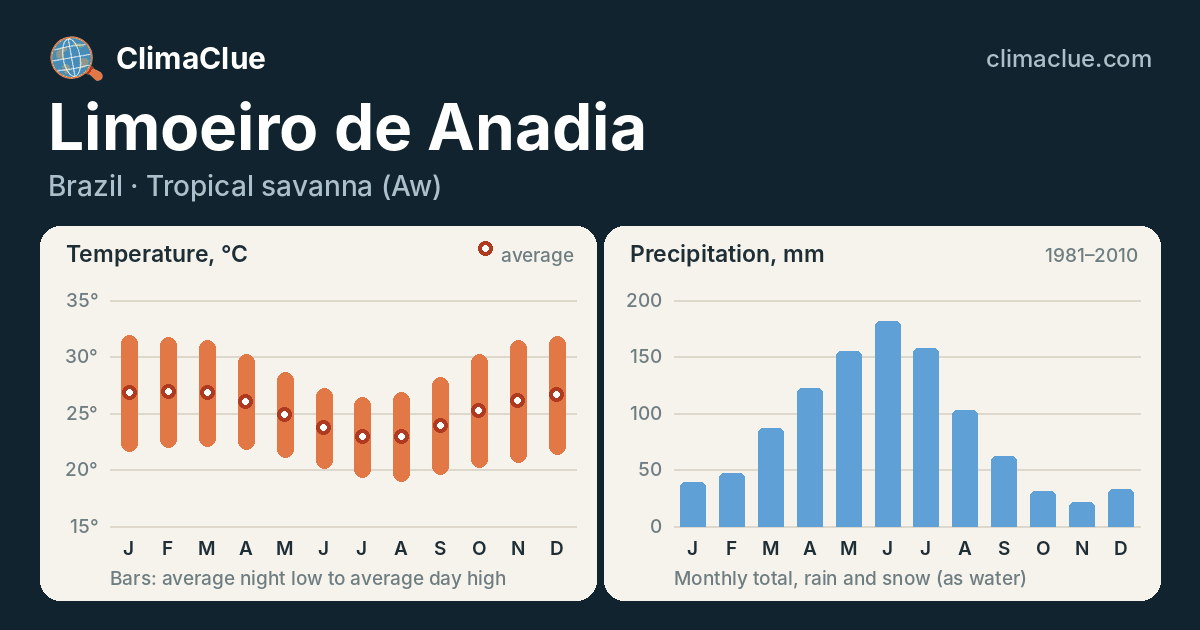 ClimaClue
climaclue.com
Limoeiro de Anadia
Brazil · Tropical savanna (Aw)
Temperature, °C
average
35°
30°
25°
20°
15°
J F M A M J J A S O N D
Bars: average night low to average day high
Precipitation, mm
1981–2010
200
150
100
50
0
J F M A M J J A S O N D
Monthly total, rain and snow (as water)